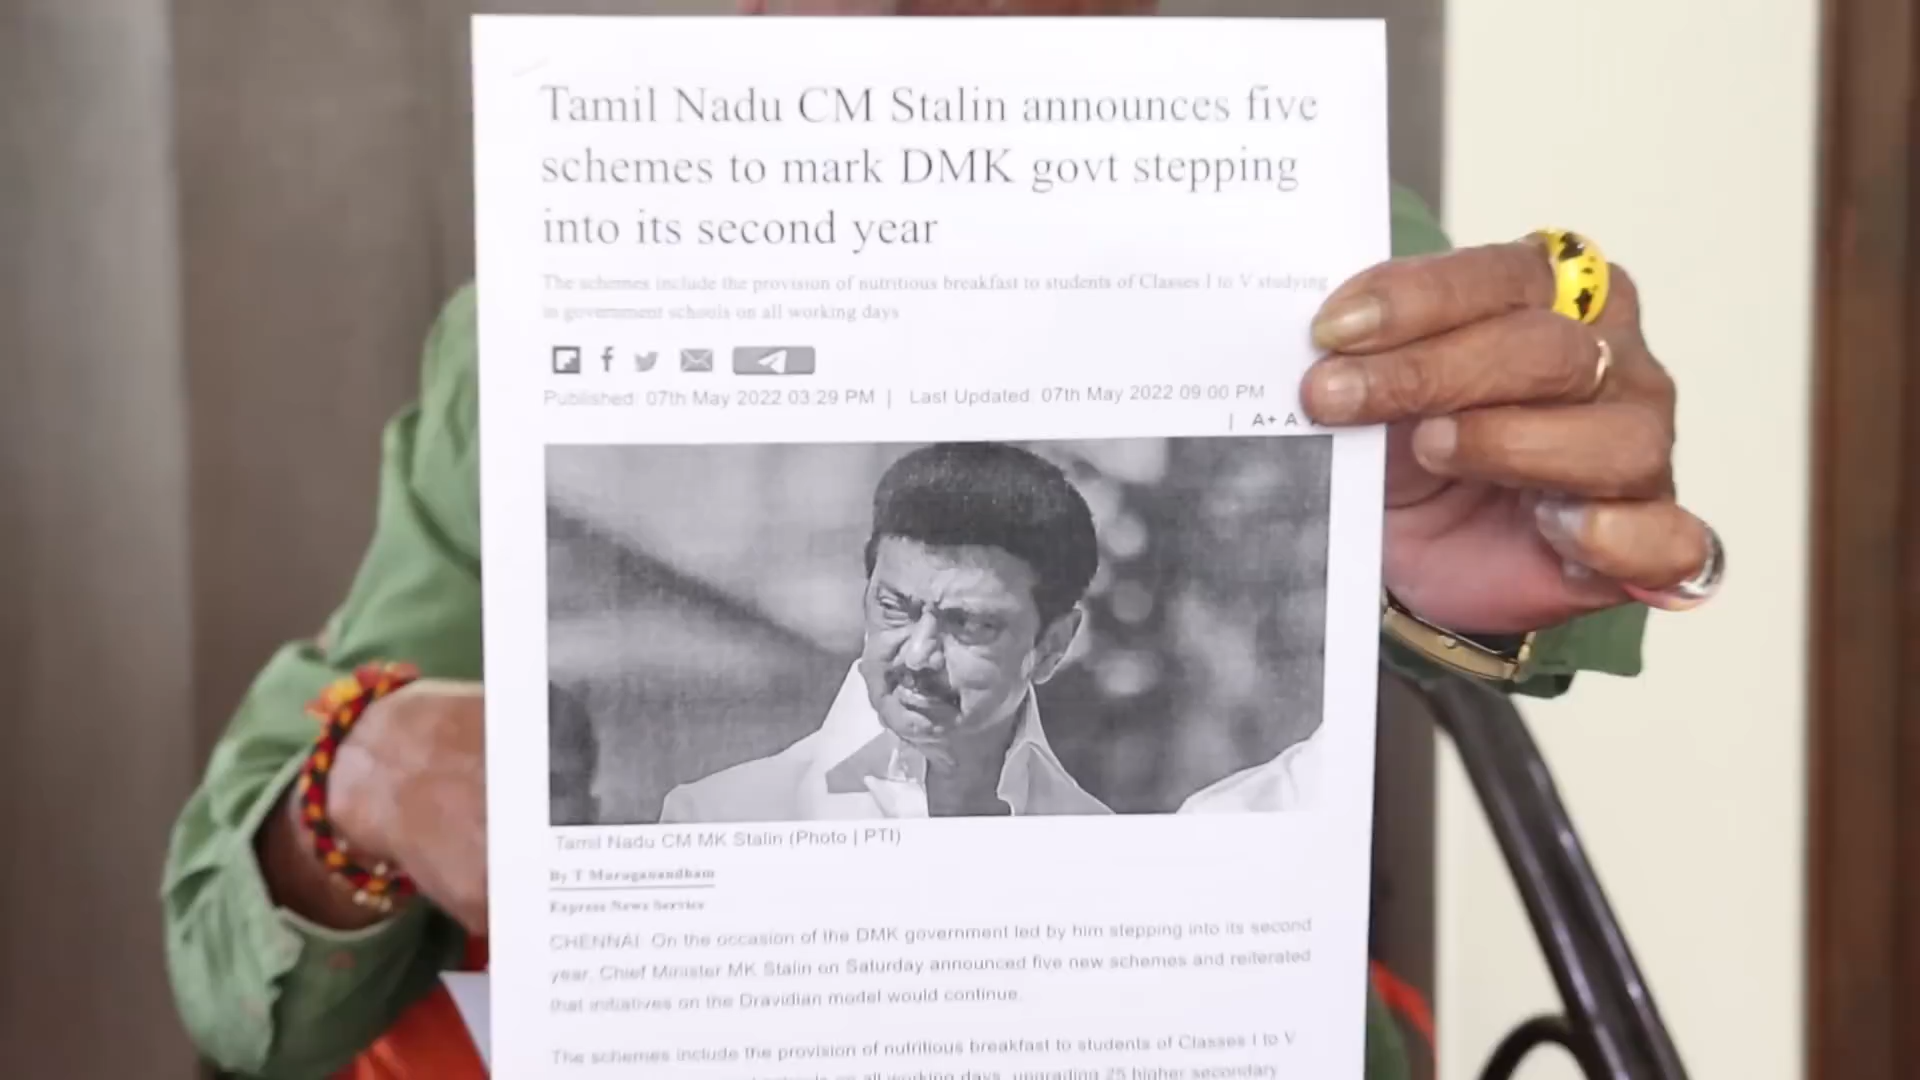 Tamil Nadu CM Stalin announces five
schemes to mark DMK govt stepping
into its second year
The schemes include the provision of nutritious breakfast to students of Classes I to V studying
in government schools on all working days
Published: 07th May 2022 03:29 PM | Last Updated: 07th May 2022 09:00 PM
| A+ A
Tamil Nadu CM MK Stalin (Photo | PTI)
By T Muruganandham
Express News Service
CHENNAI: On the occasion of the DMK government led by him stepping into its second
year, Chief Minister MK Stalin on Saturday announced five new schemes and reiterated
that initiatives on the Dravidian model would continue.
The schemes include the provision of nutritious breakfast to students of Classes I to V
on all working days, upgrading 25 higher secondary